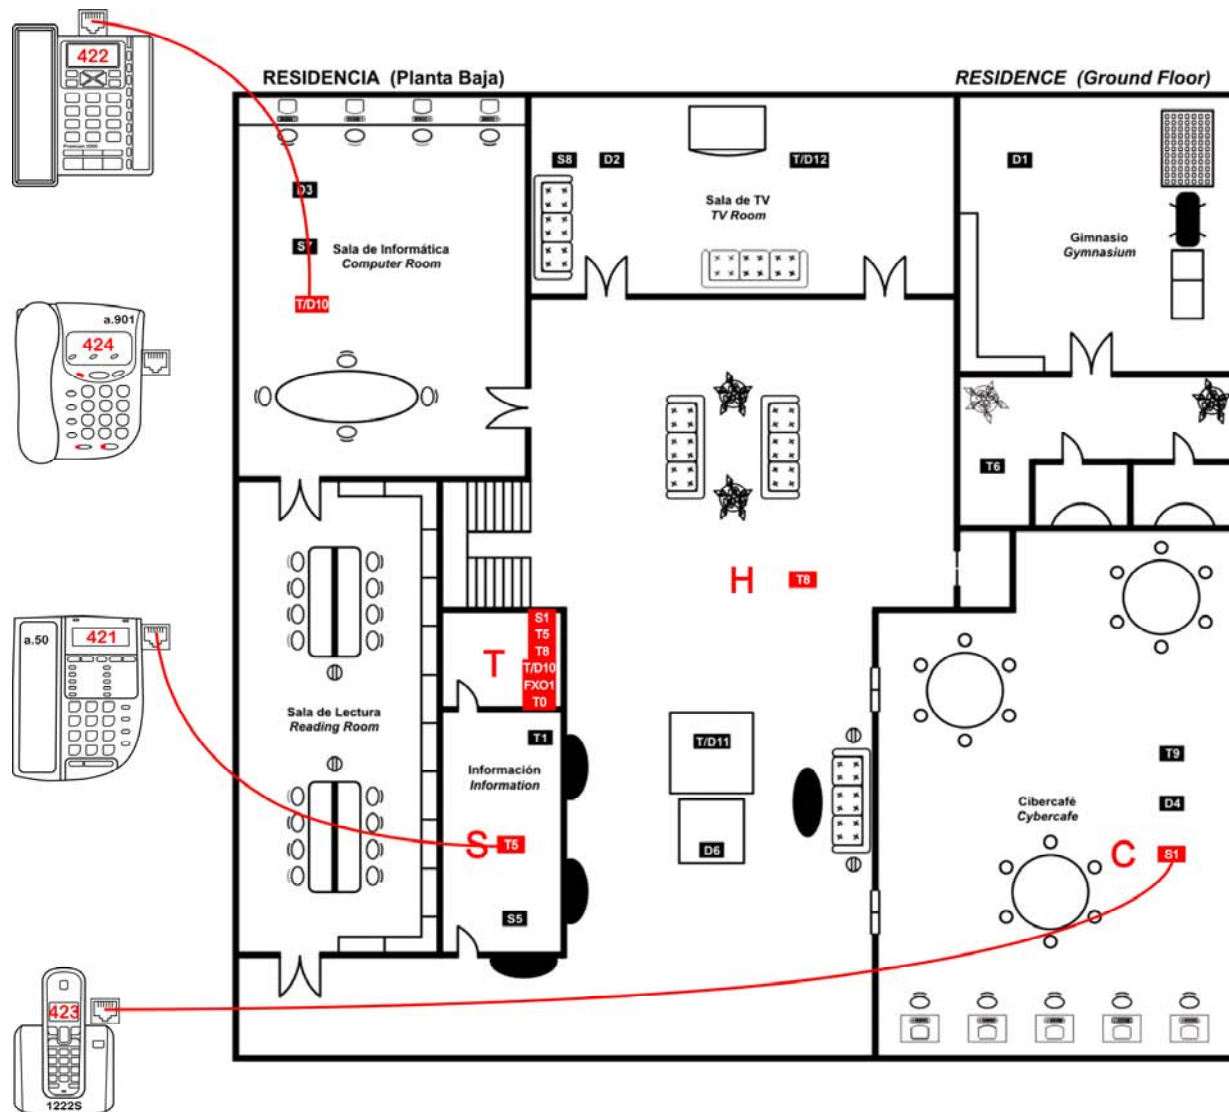 422
Premium 2000
RESIDENCIA (Planta Baja)
RESIDENCE (Ground Floor)
S8
D2
T/D12
D1
D3
Sala de TV
TV Room
S7
Sala de Informática
Computer Room
Gimnasio
Gymnasium
T/D10
a.901
424
T6
H
T8
S1
T5
T8
T/D10
FXO1
T0
T
a.50
421
Sala de Lectura
Reading Room
T1
T/D11
T9
Información
Information
Cibercafé
Cybercafe
D4
S
T5
D6
C
S1
S5
423
1222S